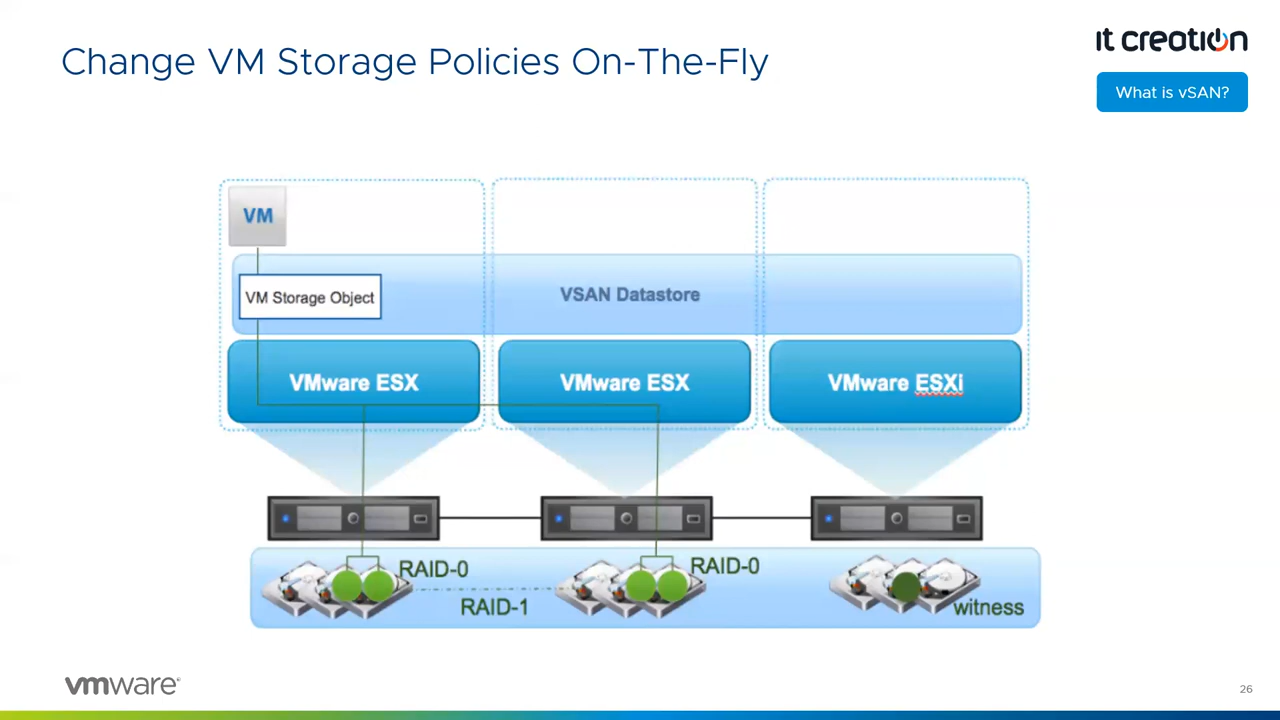 Change VM Storage Policies On-The-Fly
it creation
What is vSAN?
VM
VM Storage Object
VSAN Datastore
VMware ESX
VMware ESX
VMware ESXi
RAID-0
RAID-0
RAID-1
witness
vmware®
26